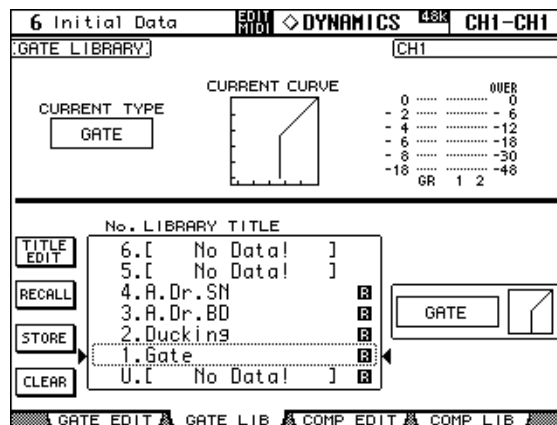 6 Initial Data EDIT MIDI ◇DYNAMICS 48K CH1-CH1
GATE LIBRARY
CH1
CURRENT TYPE
GATE
CURRENT CURVE
OVER
0 0
- 2 - 6
- 4 -12
- 6 -18
- 8 -30
-18 -48
GR 1 2
No. LIBRARY TITLE
TITLE EDIT
RECALL
STORE
CLEAR
6.[ No Data! ]
5.[ No Data! ]
4.A.Dr.SN R
3.A.Dr.BD R
2.Ducking R
1.Gate R
U.[ No Data! ] R
GATE
GATE EDIT GATE LIB COMP EDIT COMP LIB